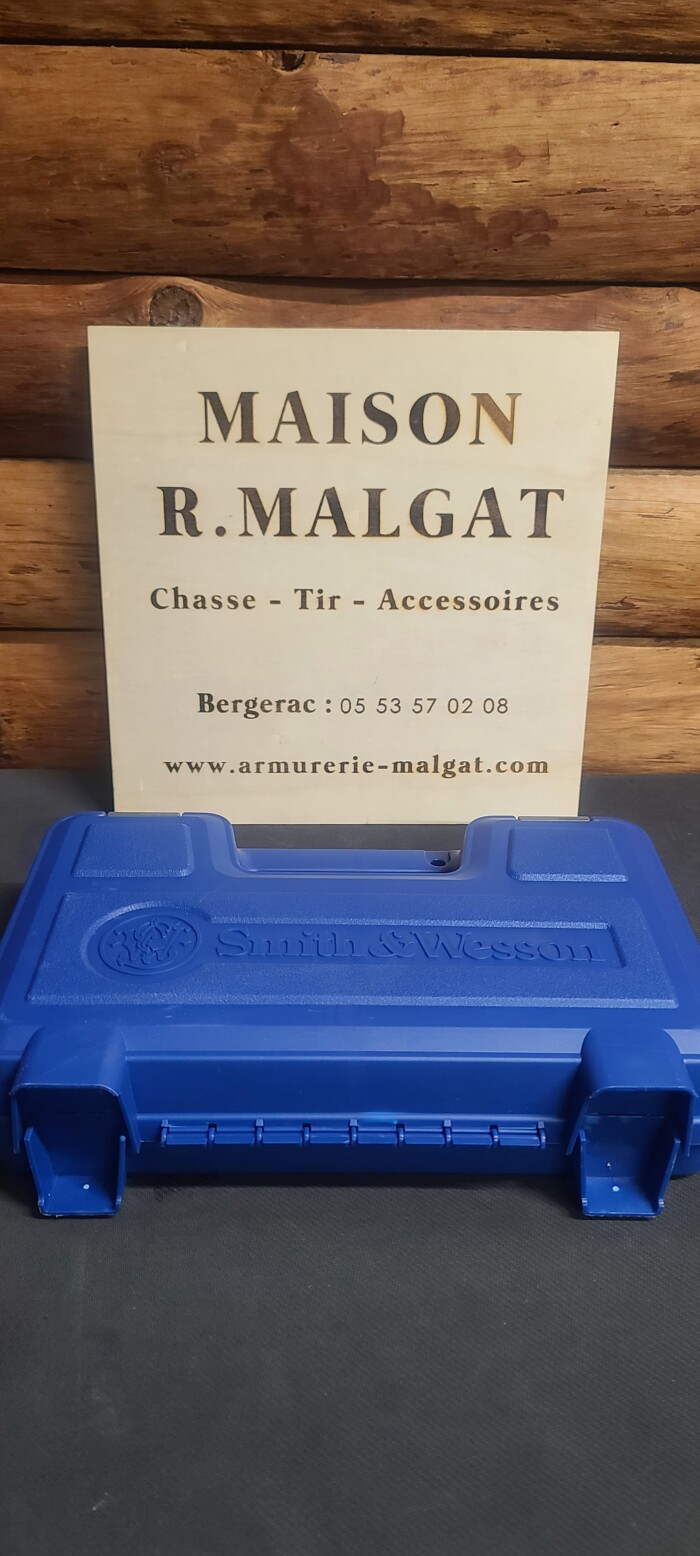 MAISON
R.MALGAT
Chasse - Tir - Accessoires
Bergerac : 05 53 57 02 08
www.armurerie-malgat.com
Smith&Wesson